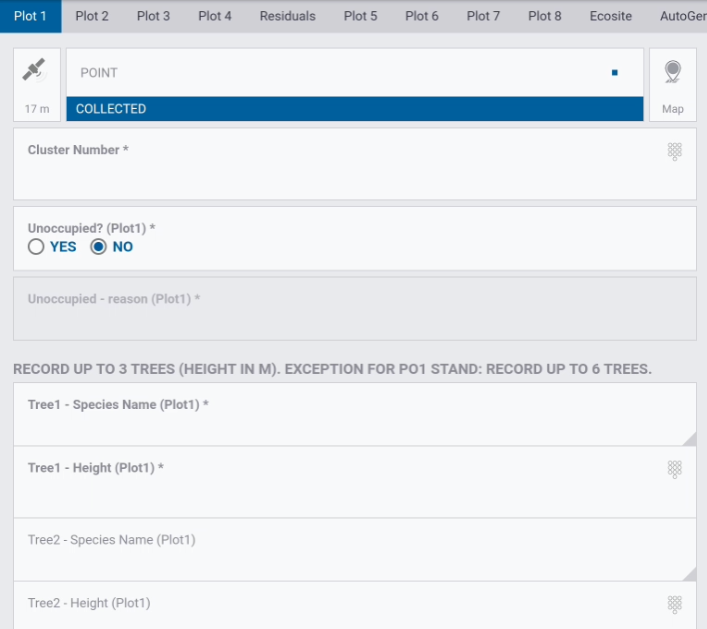 Plot 1 Plot 2 Plot 3 Plot 4 Residuals Plot 5 Plot 6 Plot 7 Plot 8 Ecosite AutoGer
POINT
17 m COLLECTED Map
Cluster Number *
Unoccupied? (Plot1) *
YES NO
Unoccupied - reason (Plot1) *
RECORD UP TO 3 TREES (HEIGHT IN M). EXCEPTION FOR PO1 STAND: RECORD UP TO 6 TREES.
Tree1 - Species Name (Plot1) *
Tree1 - Height (Plot1) *
Tree2 - Species Name (Plot1)
Tree2 - Height (Plot1)